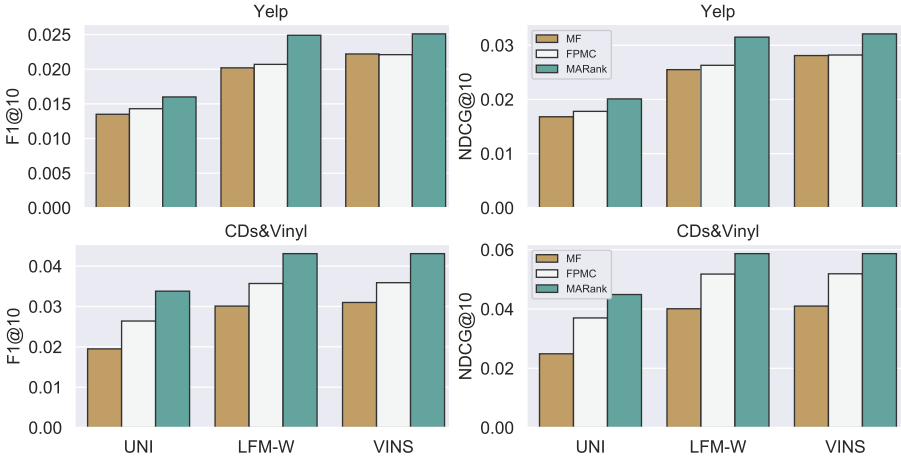 Yelp
F1@10
0.025
0.020
0.015
0.010
0.005
0.000
Yelp
NDCG@10
0.03
0.02
0.01
0.00
MF
FPMC
MARank
CDs&Vinyl
F1@10
0.04
0.03
0.02
0.01
0.00
UNI LFM-W VINS
CDs&Vinyl
NDCG@10
0.06
0.04
0.02
0.00
MF
FPMC
MARank
UNI LFM-W VINS